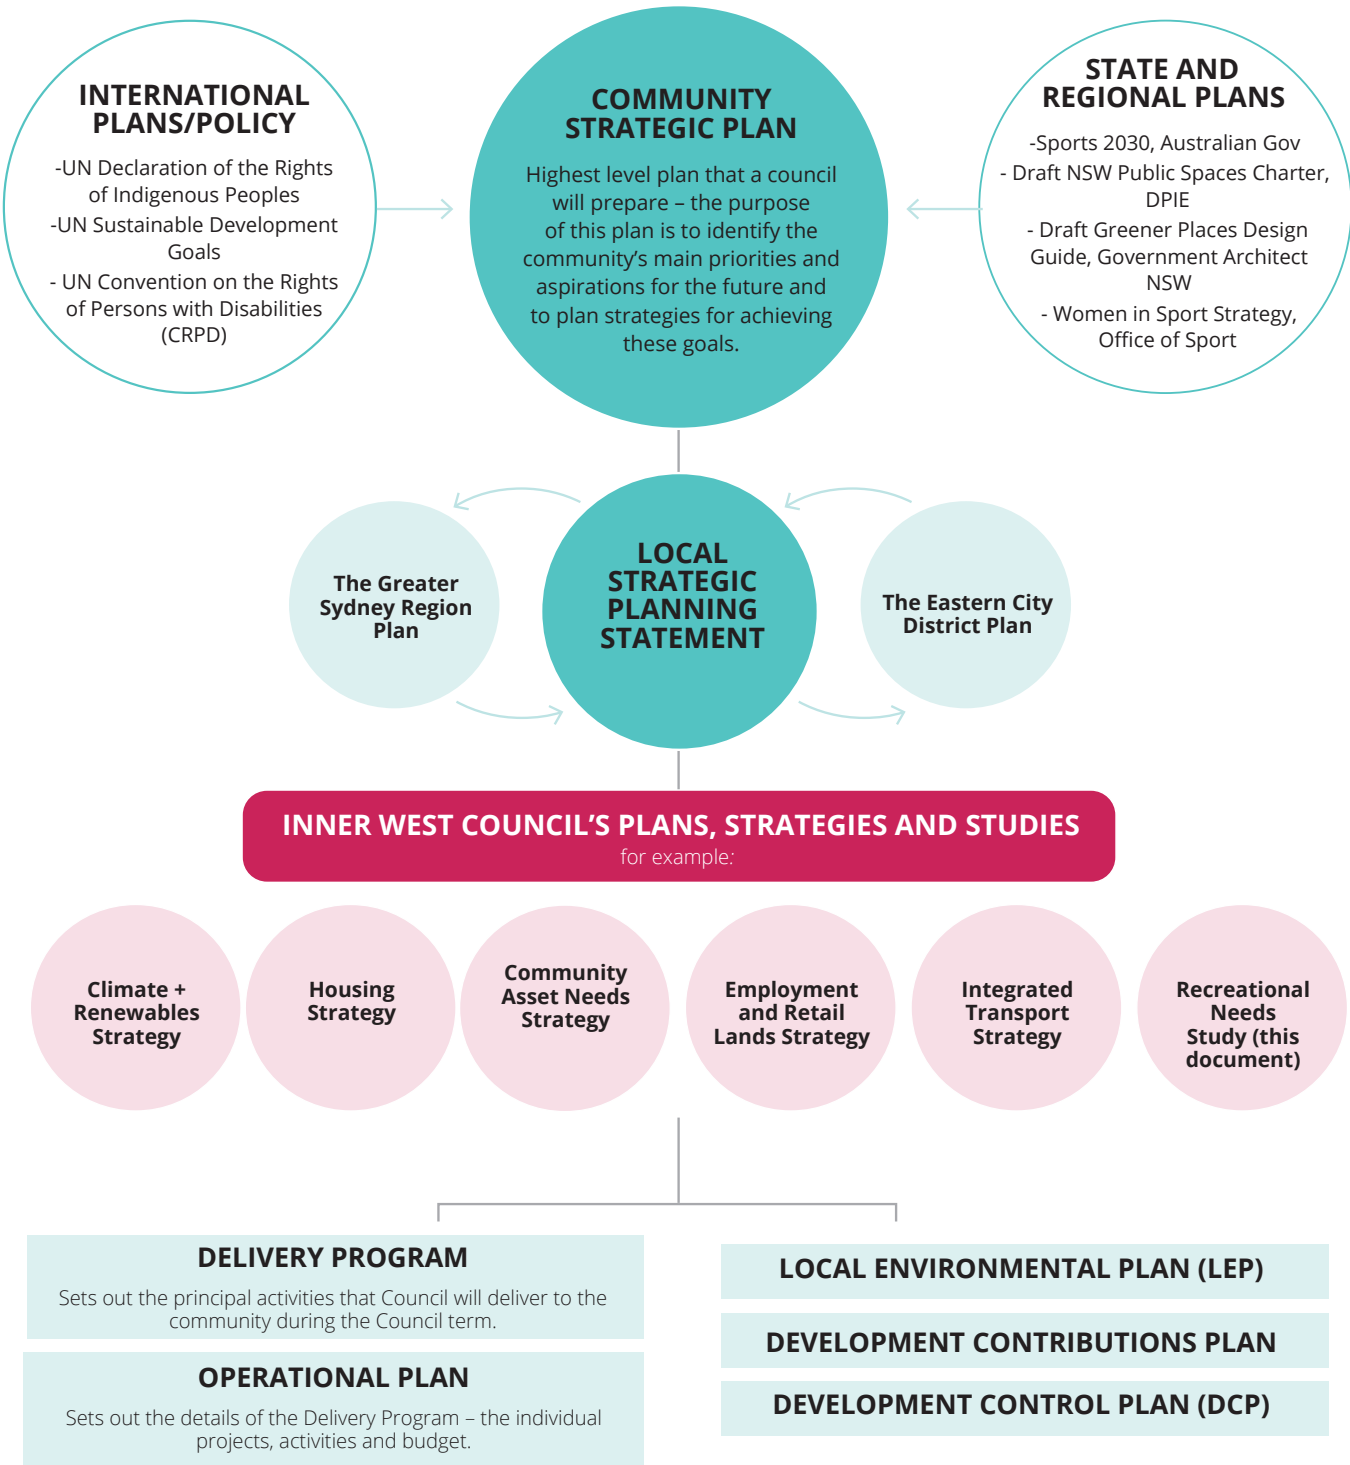 INTERNATIONAL
PLANS/POLICY
-UN Declaration of the Rights
of Indigenous Peoples
-UN Sustainable Development
Goals
- UN Convention on the Rights
of Persons with Disabilities
(CRPD)
COMMUNITY
STRATEGIC PLAN
Highest level plan that a council
will prepare – the purpose
of this plan is to identify the
community’s main priorities and
aspirations for the future and
to plan strategies for achieving
these goals.
STATE AND
REGIONAL PLANS
-Sports 2030, Australian Gov
- Draft NSW Public Spaces Charter,
DPIE
- Draft Greener Places Design
Guide, Government Architect
NSW
- Women in Sport Strategy,
Office of Sport
The Greater
Sydney Region
Plan
LOCAL
STRATEGIC
PLANNING
STATEMENT
The Eastern City
District Plan
INNER WEST COUNCIL’S PLANS, STRATEGIES AND STUDIES
for example:
Climate +
Renewables
Strategy
Housing
Strategy
Community
Asset Needs
Strategy
Employment
and Retail
Lands Strategy
Integrated
Transport
Strategy
Recreational
Needs
Study (this
document)
DELIVERY PROGRAM
Sets out the principal activities that Council will deliver to the
community during the Council term.
OPERATIONAL PLAN
Sets out the details of the Delivery Program – the individual
projects, activities and budget.
LOCAL ENVIRONMENTAL PLAN (LEP)
DEVELOPMENT CONTRIBUTIONS PLAN
DEVELOPMENT CONTROL PLAN (DCP)